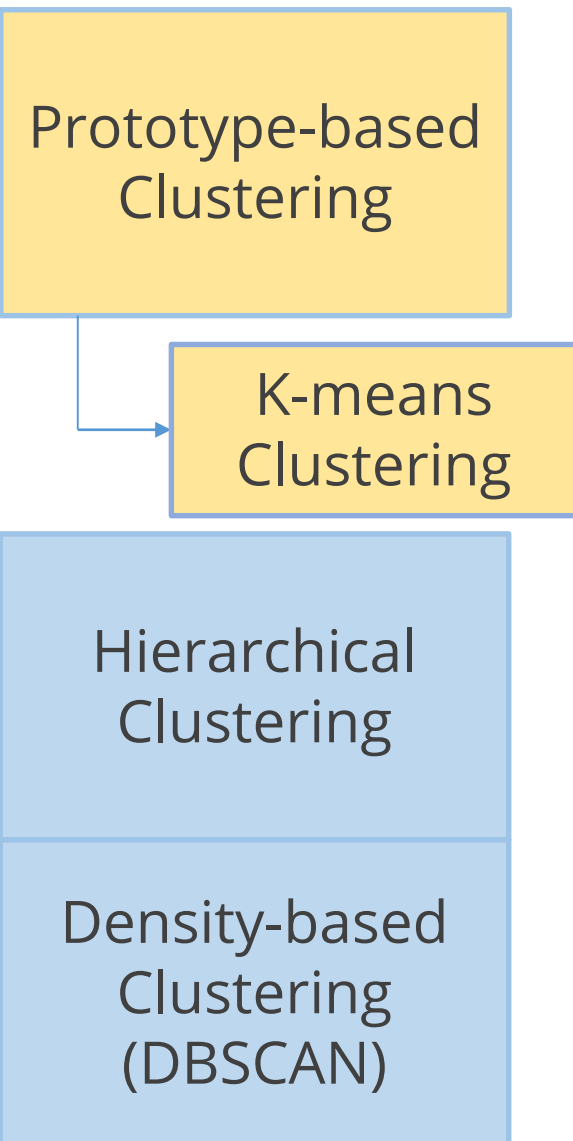 Prototype-based
Clustering
K-means
Clustering
Hierarchical
Clustering
Density-based
Clustering
(DBSCAN)